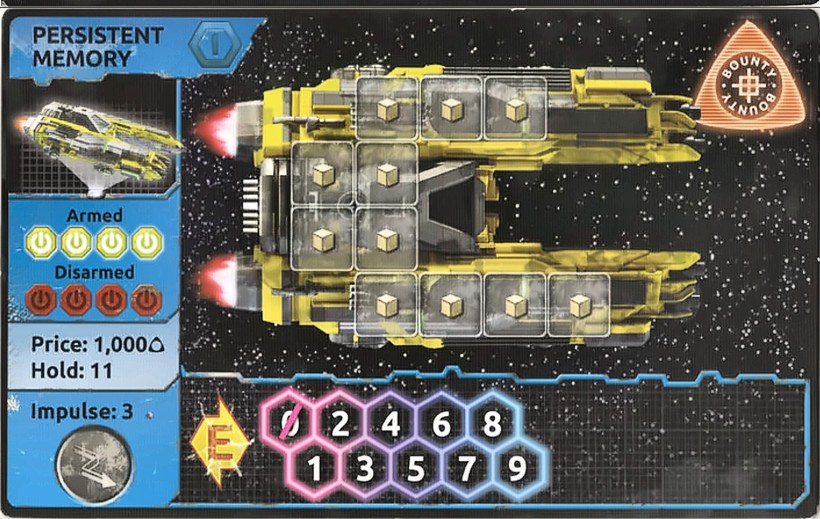 PERSISTENT
MEMORY
1
BOUNTY
BOUNTY
Armed
Disarmed
Price: 1,000
Hold: 11
Impulse: 3
E
0 2 4 6 8
1 3 5 7 9